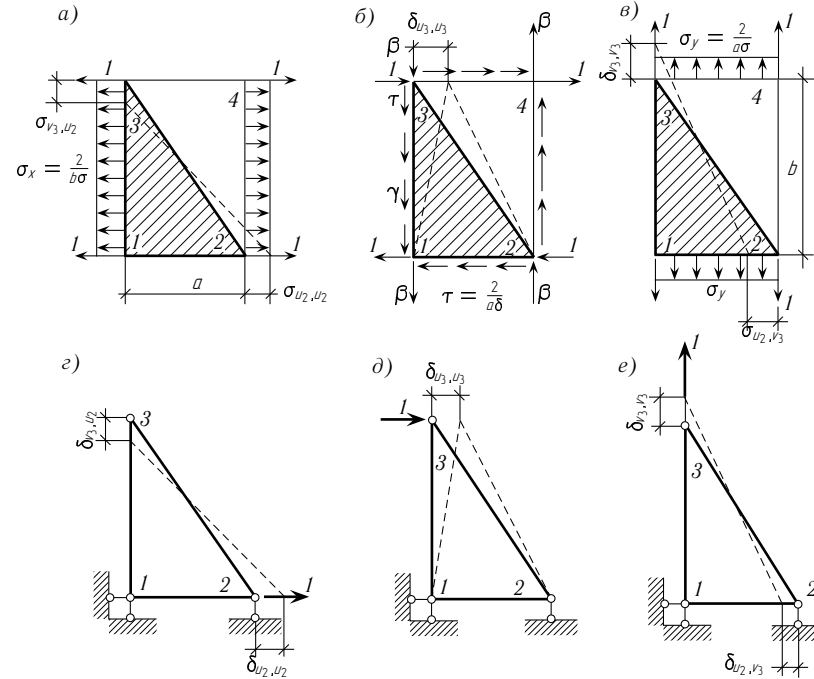 а) б) в)
δu₃,u₃
1 1 β β 1 1
1 1 σy = 2/aσ
δv₃,v₃
σv₃,u₂
3 4 τ 3 4 3 4
σx = 2/bσ
γ b
1 1 2 1 1 1 2 1 1 2
a σu₂,u₂ β τ = 2/aδ β σy 1
σu₂,v₃
г) д) е)
1
δu₃,u₃
1
δv₃,u₂ 3 3 δv₃,v₃ 3
1 2 1 1 2 1 2
δu₂,u₂ δu₂,v₃